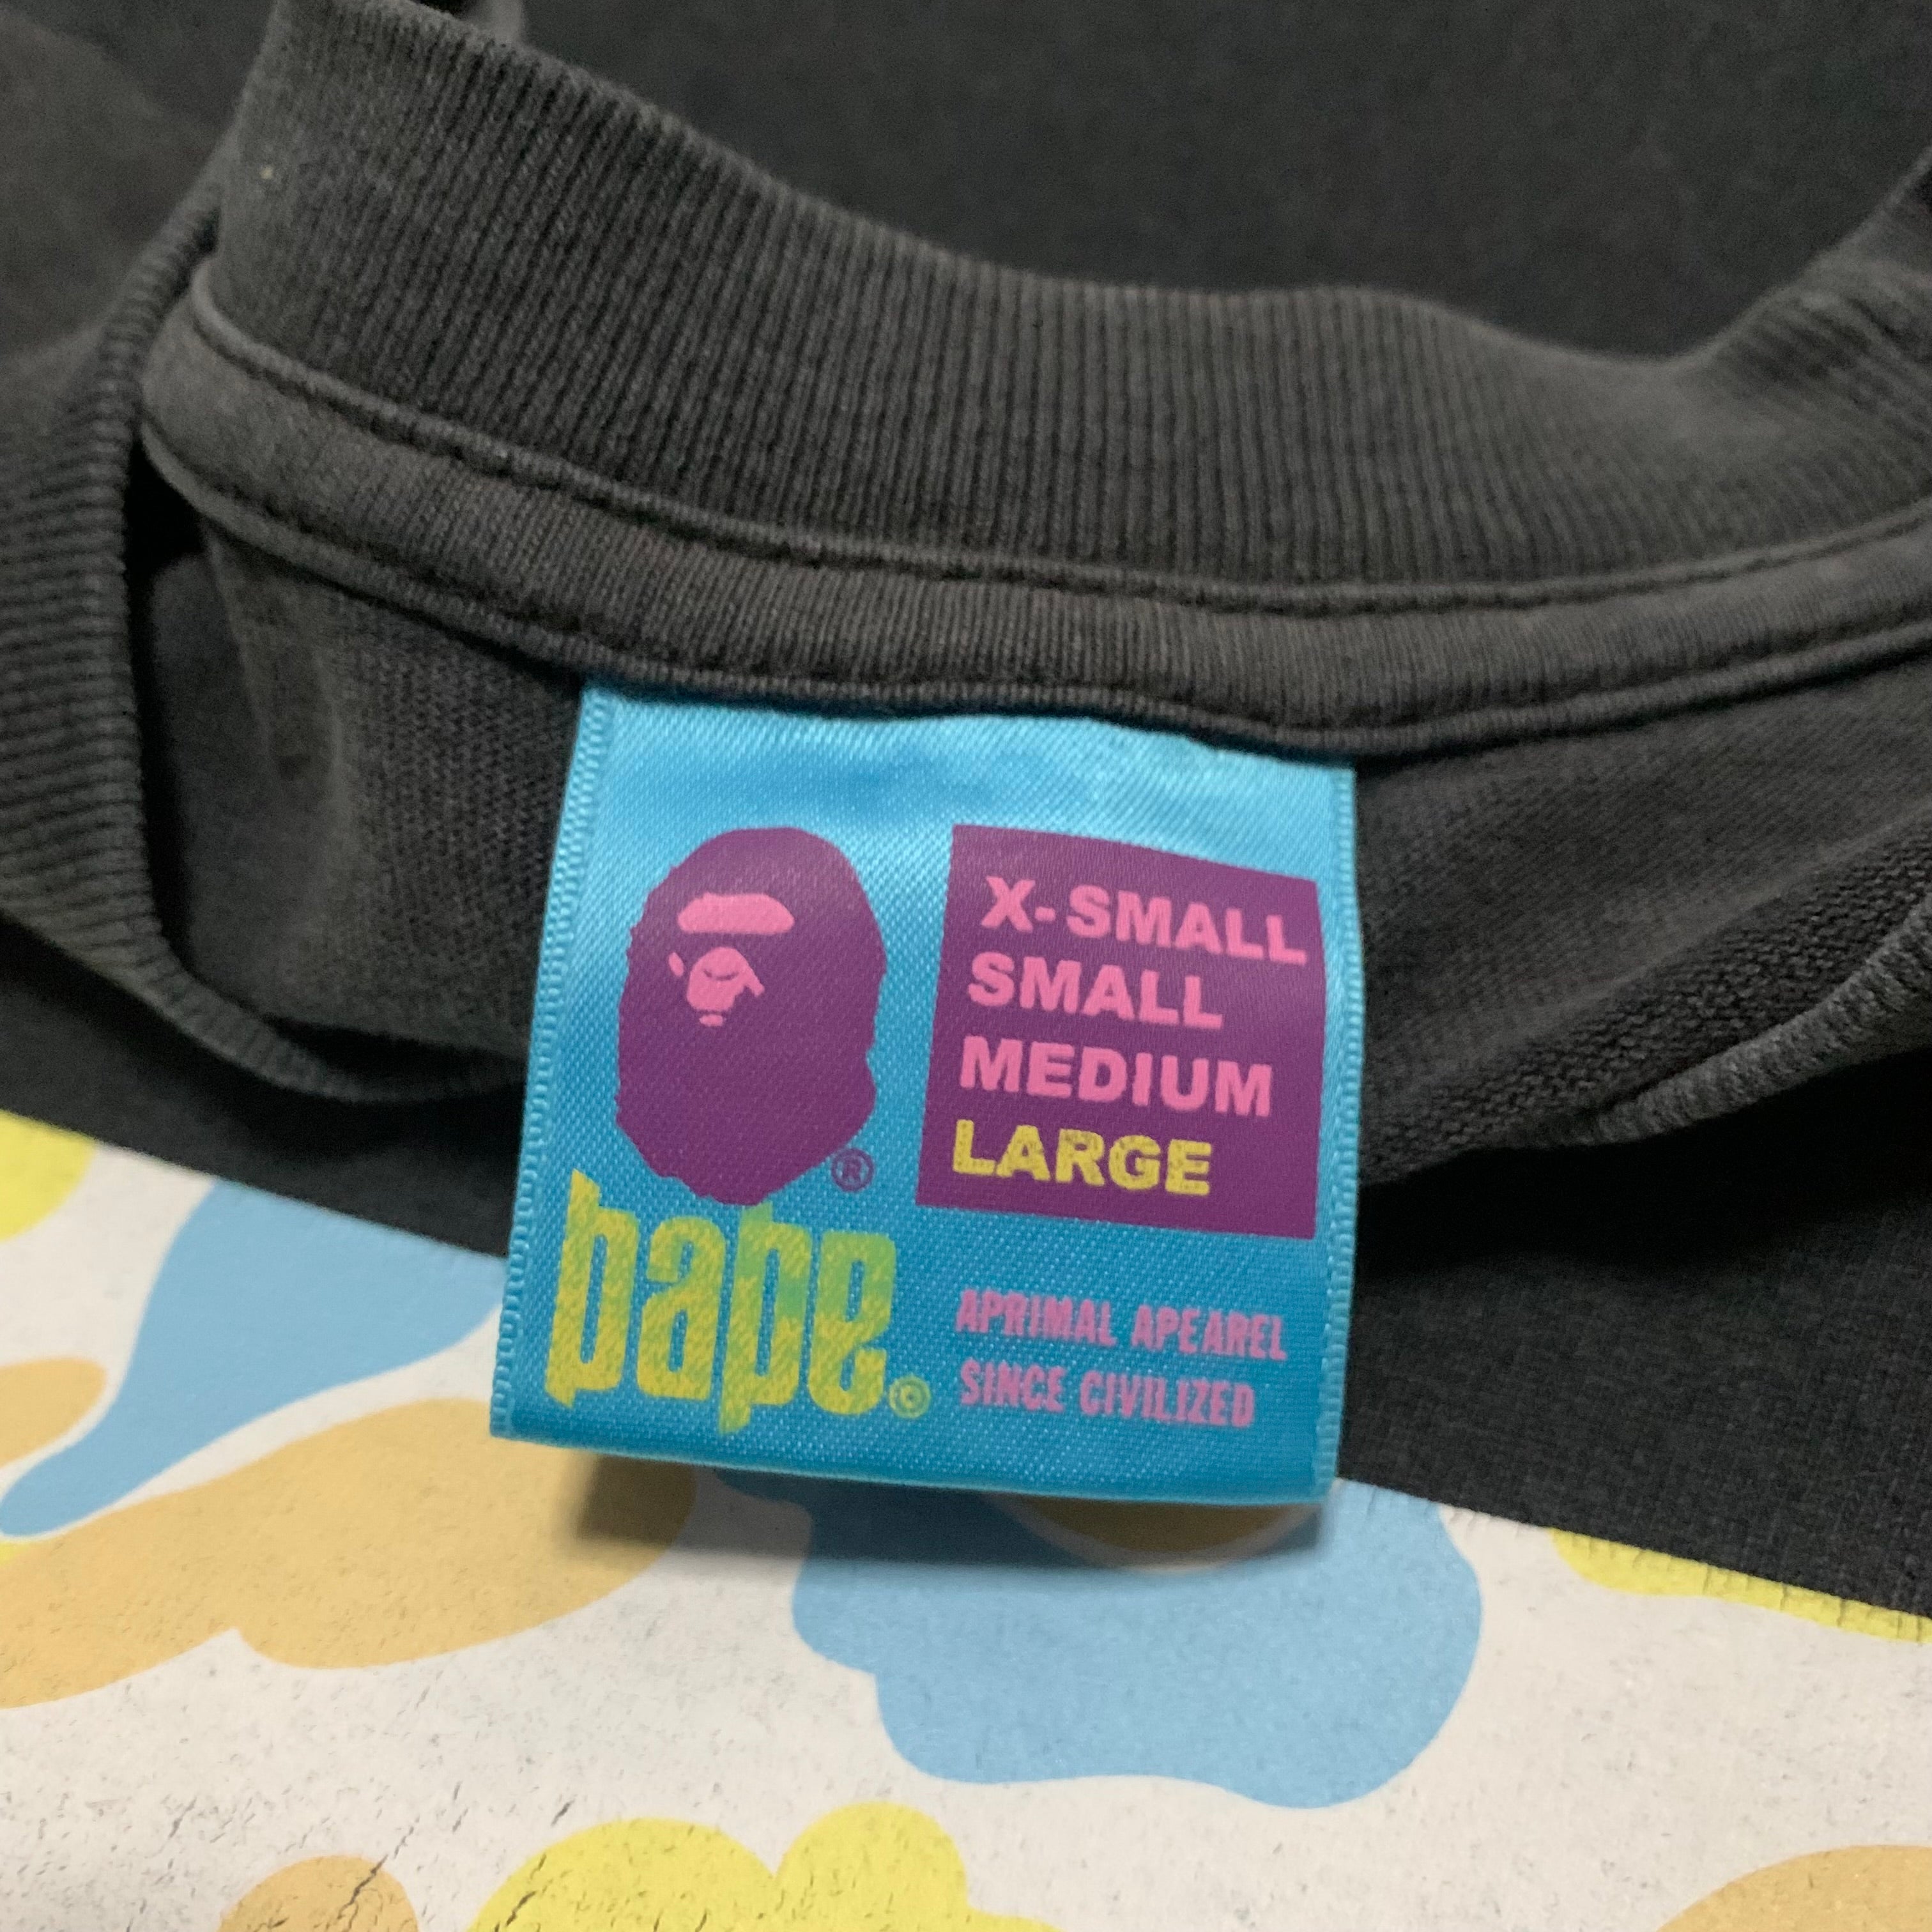 X-SMALL
SMALL
MEDIUM
LARGE
®
bape.©
APRIMAL APEAREL
SINCE CIVILIZED